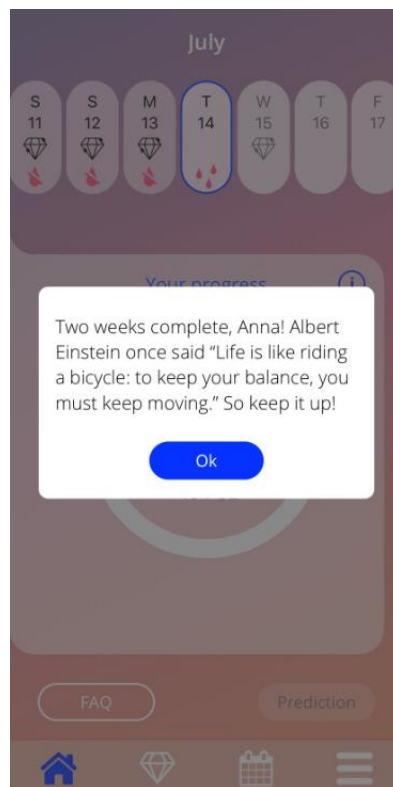 July
S S M T W T F
11 12 13 14 15 16 17
Your progress
Two weeks complete, Anna! Albert
Einstein once said “Life is like riding
a bicycle: to keep your balance, you
must keep moving.” So keep it up!
Ok
FAQ
Prediction